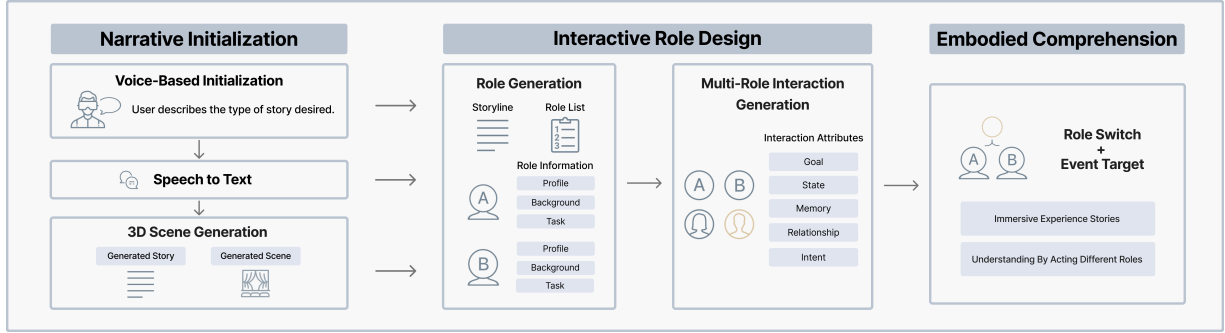 Narrative Initialization
Voice-Based Initialization
User describes the type of story desired.
Speech to Text
3D Scene Generation
Generated Story
Generated Scene
Interactive Role Design
Role Generation
Storyline
Role List
1
2
3
Role Information
A
Profile
Background
Task
B
Profile
Background
Task
Multi-Role Interaction
Generation
Interaction Attributes
A
B
Goal
State
Memory
Relationship
Intent
Embodied Comprehension
A
B
Role Switch
+
Event Target
Immersive Experience Stories
Understanding By Acting Different Roles